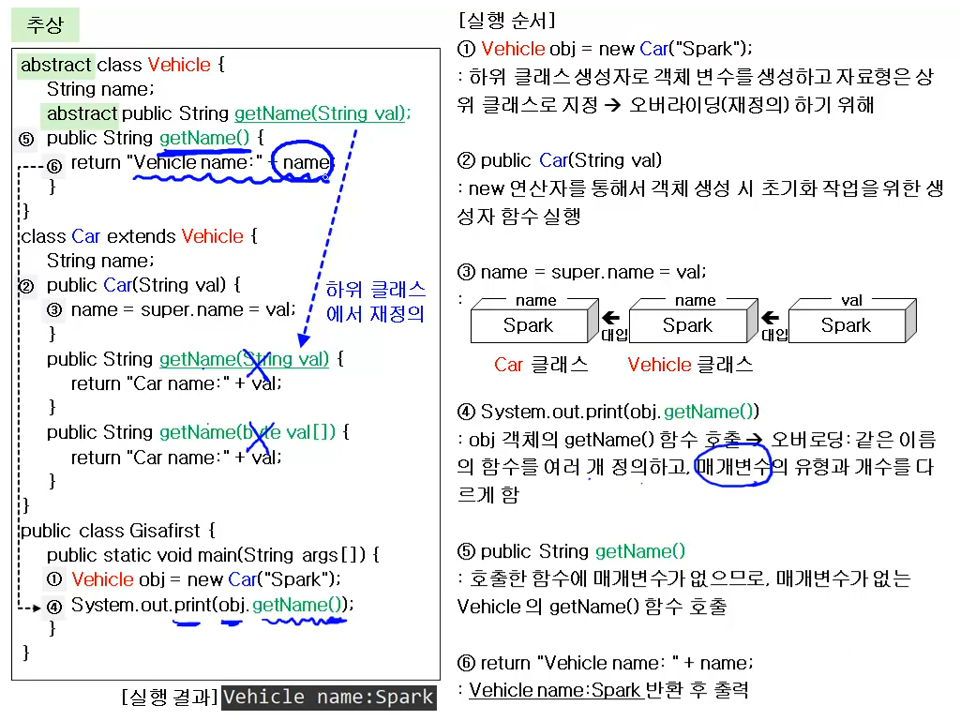 추상
abstract class Vehicle {
String name;
abstract public String getName(String val);
⑤ public String getName() {
⑥ return "Vehicle name:" + name;
}
}
class Car extends Vehicle {
String name;
② public Car(String val) {
③ name = super.name = val;
}
public String getName(String val) {
return "Car name:" + val;
}
public String getName(byte val[]) {
return "Car name:" + val;
}
}
public class Gisafirst {
public static void main(String args[]) {
① Vehicle obj = new Car("Spark");
④ System.out.print(obj.getName());
}
}
하위 클래스
에서 재정의
[실행 결과] Vehicle name:Spark
[실행 순서]
① Vehicle obj = new Car("Spark");
: 하위 클래스 생성자로 객체 변수를 생성하고 자료형은 상
위 클래스로 지정 → 오버라이딩(재정의) 하기 위해
② public Car(String val)
: new 연산자를 통해서 객체 생성 시 초기화 작업을 위한 생
성자 함수 실행
③ name = super.name = val;
:
name name val
Spark 대입 Spark 대입 Spark
Car 클래스 Vehicle 클래스
④ System.out.print(obj.getName())
: obj 객체의 getName() 함수 호출 → 오버로딩: 같은 이름
의 함수를 여러 개 정의하고, 매개변수의 유형과 개수를 다
르게 함
⑤ public String getName()
: 호출한 함수에 매개변수가 없으므로, 매개변수가 없는
Vehicle 의 getName() 함수 호출
⑥ return "Vehicle name: " + name;
: Vehicle name:Spark 반환 후 출력